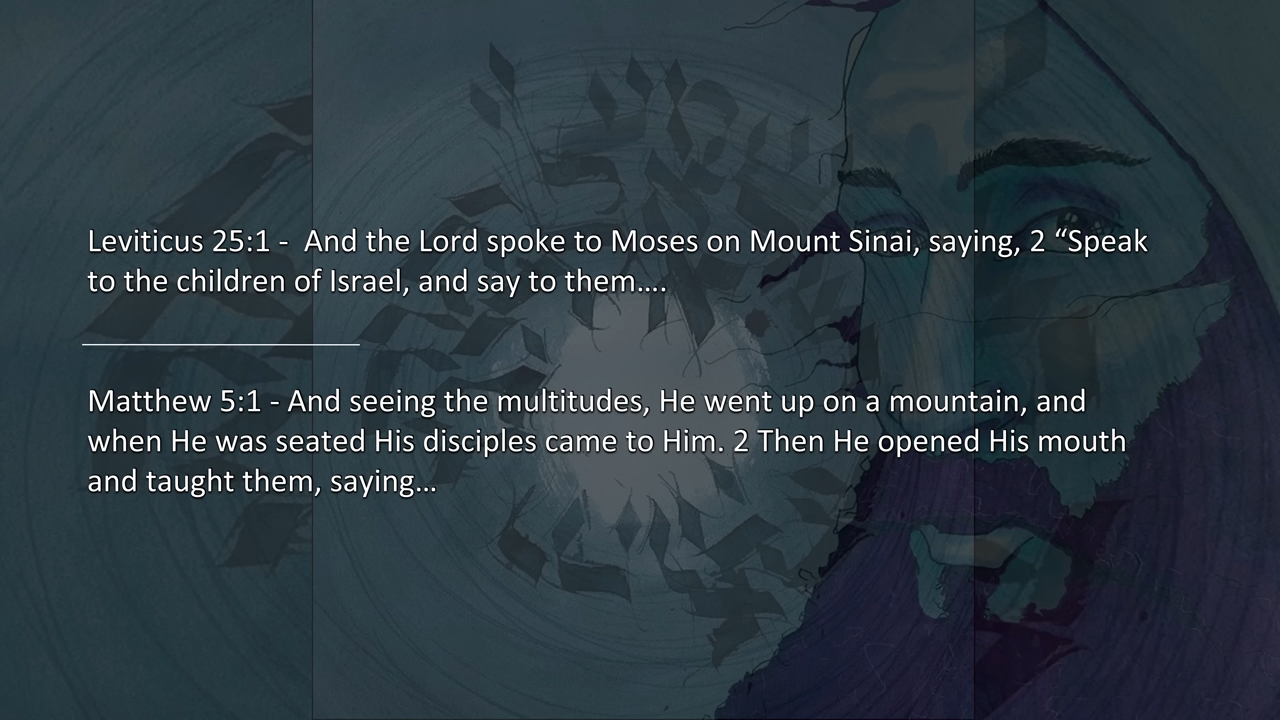 Leviticus 25:1 -  And the Lord spoke to Moses on Mount Sinai, saying, 2 “Speak
to the children of Israel, and say to them….
Matthew 5:1 - And seeing the multitudes, He went up on a mountain, and
when He was seated His disciples came to Him. 2 Then He opened His mouth
and taught them, saying…